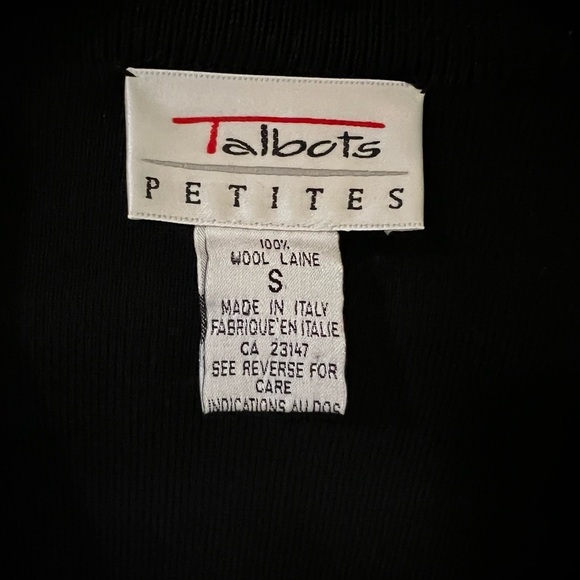 Talbots
PETITES
100%
WOOL LAINE
S
MADE IN ITALY
FABRIQUE'EN ITALIE
CA 23147
SEE REVERSE FOR
CARE
INDICATIONS AU DOS